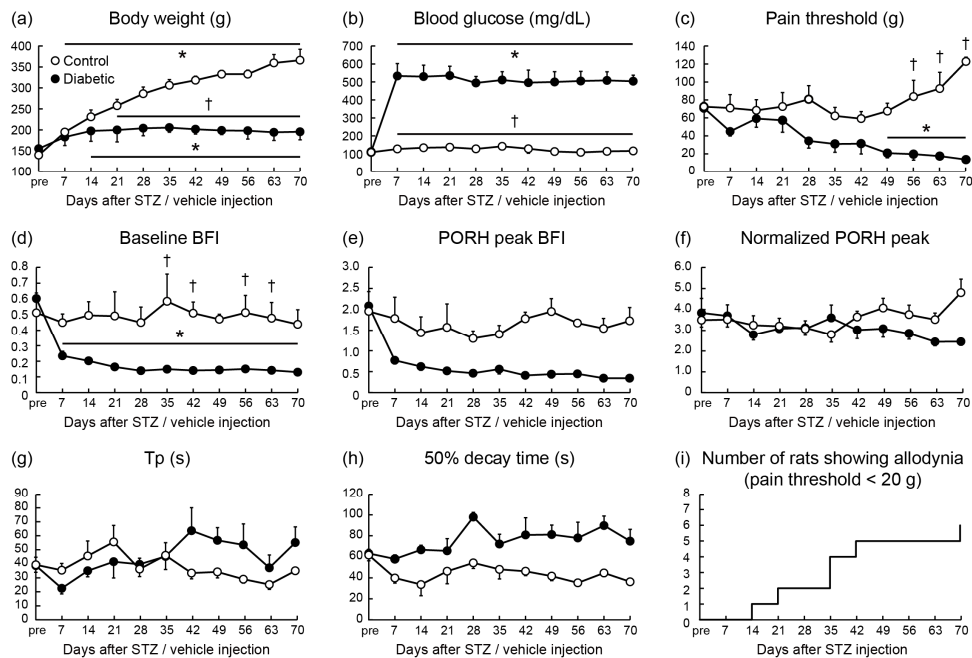 (a) Body weight (g)
400
350
300
250
200
150
100
Control
Diabetic
*
†
*
pre 7 14 21 28 35 42 49 56 63 70
Days after STZ / vehicle injection
(b) Blood glucose (mg/dL)
700
600
500
400
300
200
100
0
*
†
pre 7 14 21 28 35 42 49 56 63 70
Days after STZ / vehicle injection
(c) Pain threshold (g)
140
120
100
80
60
40
20
0
† † †
*
pre 7 14 21 28 35 42 49 56 63 70
Days after STZ / vehicle injection
(d) Baseline BFI
0.8
0.7
0.6
0.5
0.4
0.3
0.2
0.1
0
† † † †
*
pre 7 14 21 28 35 42 49 56 63 70
Days after STZ / vehicle injection
(e) PORH peak BFI
3.0
2.5
2.0
1.5
1.0
0.5
0
pre 7 14 21 28 35 42 49 56 63 70
Days after STZ / vehicle injection
(f) Normalized PORH peak
6.0
5.0
4.0
3.0
2.0
1.0
0
pre 7 14 21 28 35 42 49 56 63 70
Days after STZ / vehicle injection
(g) Tp (s)
90
80
70
60
50
40
30
20
10
0
pre 7 14 21 28 35 42 49 56 63 70
Days after STZ / vehicle injection
(h) 50% decay time (s)
120
100
80
60
40
20
0
pre 7 14 21 28 35 42 49 56 63 70
Days after STZ / vehicle injection
(i) Number of rats showing allodynia
(pain threshold < 20 g)
8
7
6
5
4
3
2
1
0
pre 7 14 21 28 35 42 49 56 63 70
Days after STZ injection